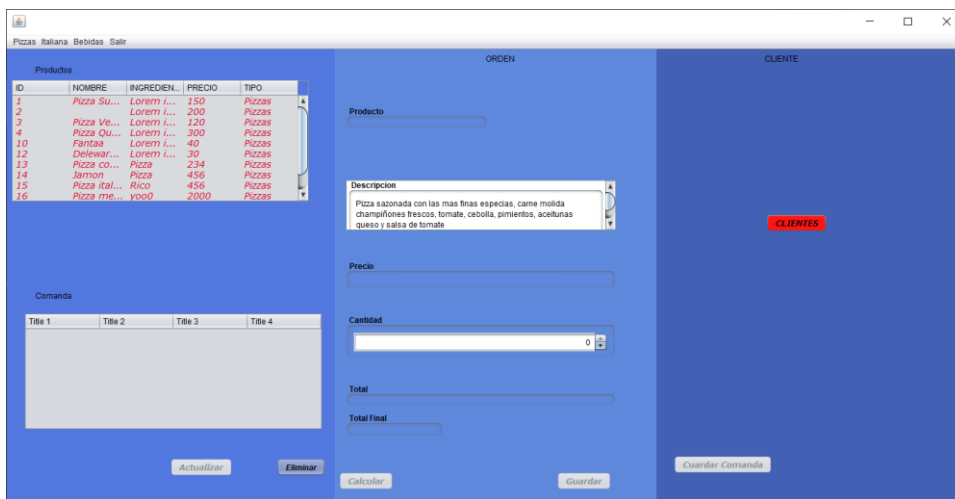 Pizzas Italiana Bebidas Salir
Productos
ID NOMBRE INGREDIEN... PRECIO TIPO
1 Pizza Su... Lorem i... 150 Pizzas
2 Lorem i... 200 Pizzas
3 Pizza Ve... Lorem i... 120 Pizzas
4 Pizza Qu... Lorem i... 300 Pizzas
10 Fantaa Lorem i... 40 Pizzas
12 Delewar... Lorem i... 30 Pizzas
13 Pizza co... Pizza 234 Pizzas
14 Jamon Pizza 456 Pizzas
15 Pizza ital... Rico 456 Pizzas
16 Pizza me... yoo0 2000 Pizzas
Comanda
Title 1 Title 2 Title 3 Title 4
Actualizar Eliminar
ORDEN
Producto
Descripcion
Pizza sazonada con las mas finas especias, carne molida
champiñones frescos, tomate, cebolla, pimientos, aceitunas
queso y salsa de tomate
Precio
Cantidad
0
Total
Total Final
Calcular Guardar
CLIENTE
CLIENTES
Cuardar Comanda